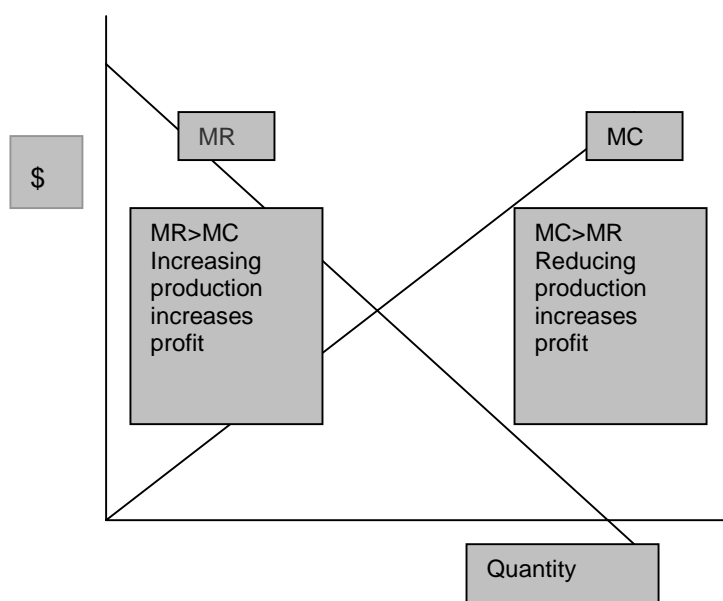 MR
MC
$
MR>MC
Increasing
production
increases
profit
MC>MR
Reducing
production
increases
profit
Quantity